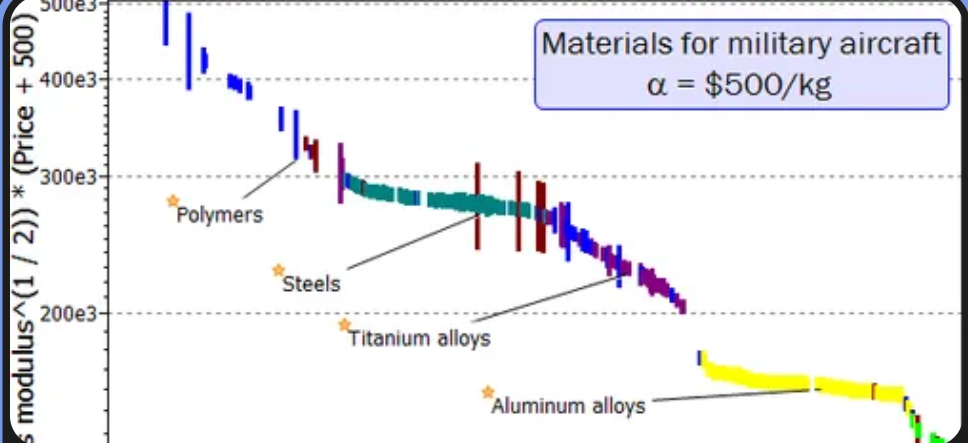 500e3
400e3
300e3
200e3
modulus^(1 / 2)) * (Price + 500)
Materials for military aircraft
α = $500/kg
Polymers
Steels
Titanium alloys
Aluminum alloys